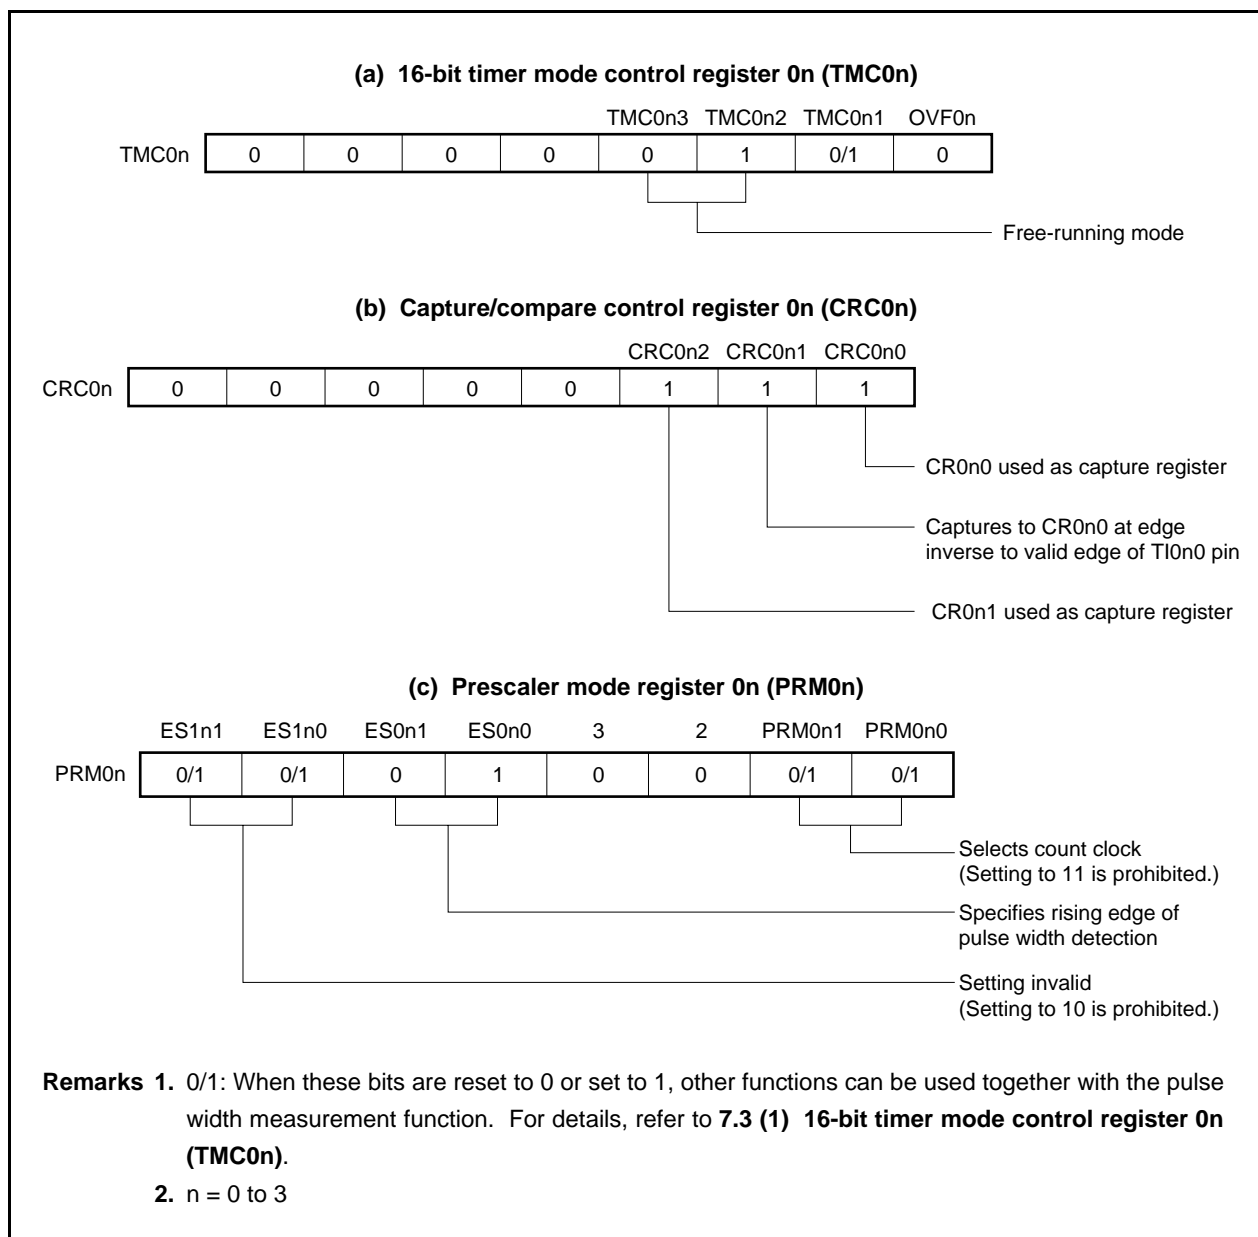 (a) 16-bit timer mode control register 0n (TMC0n)
TMC0n3 TMC0n2 TMC0n1 OVF0n
TMC0n 0 0 0 0 0 1 0/1 0
Free-running mode
(b) Capture/compare control register 0n (CRC0n)
CRC0n2 CRC0n1 CRC0n0
CRC0n 0 0 0 0 0 1 1 1
CR0n0 used as capture register
Captures to CR0n0 at edge
inverse to valid edge of TI0n0 pin
CR0n1 used as capture register
(c) Prescaler mode register 0n (PRM0n)
ES1n1 ES1n0 ES0n1 ES0n0 3 2 PRM0n1 PRM0n0
PRM0n 0/1 0/1 0 1 0 0 0/1 0/1
Selects count clock
(Setting to 11 is prohibited.)
Specifies rising edge of
pulse width detection
Setting invalid
(Setting to 10 is prohibited.)
Remarks 1. 0/1: When these bits are reset to 0 or set to 1, other functions can be used together with the pulse
width measurement function. For details, refer to 7.3 (1) 16-bit timer mode control register 0n
(TMC0n).
2. n = 0 to 3